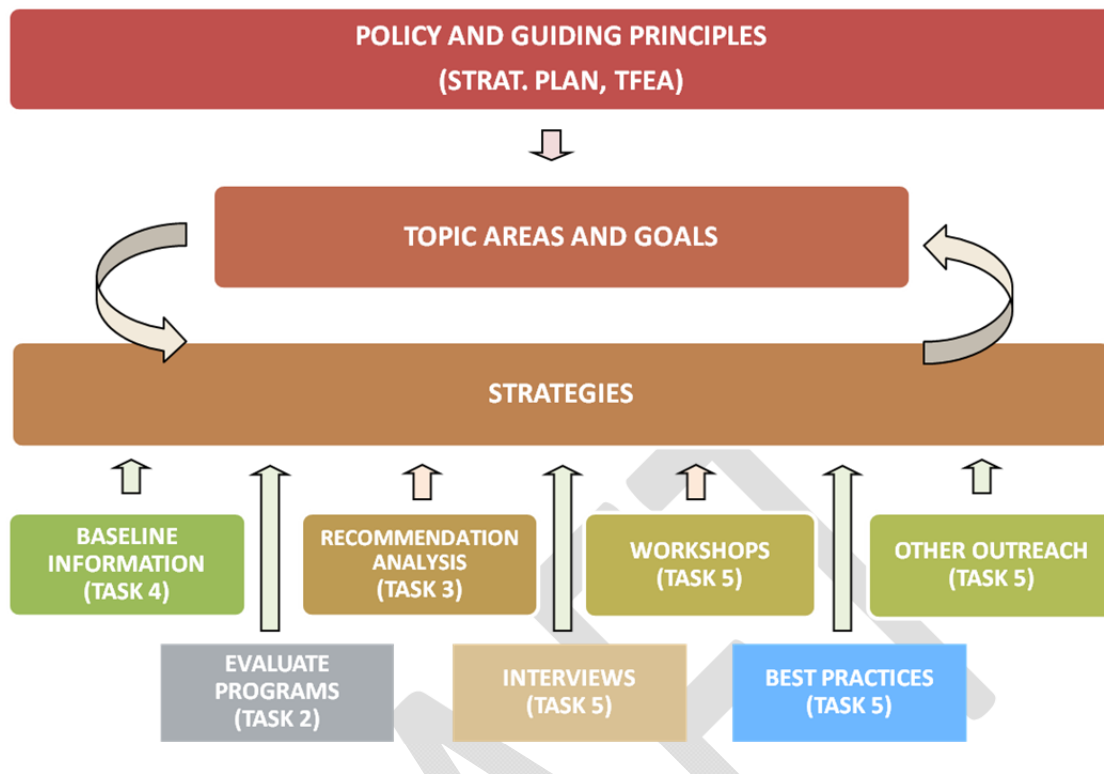 POLICY AND GUIDING PRINCIPLES
(STRAT. PLAN, TFEA)
TOPIC AREAS AND GOALS
STRATEGIES
BASELINE
INFORMATION
(TASK 4)
RECOMMENDATION
ANALYSIS
(TASK 3)
WORKSHOPS
(TASK 5)
OTHER OUTREACH
(TASK 5)
EVALUATE
PROGRAMS
(TASK 2)
INTERVIEWS
(TASK 5)
BEST PRACTICES
(TASK 5)